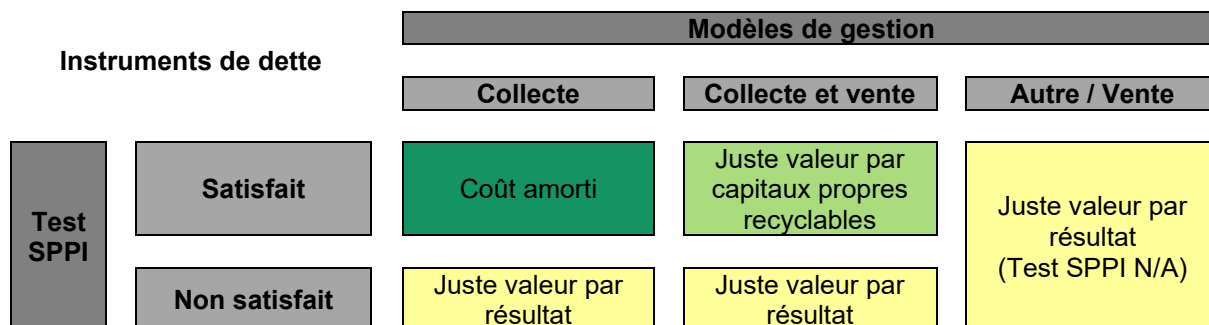 Modèles de gestion
Instruments de dette
Collecte
Collecte et vente
Autre / Vente
Test
SPPI
Satisfait
Coût amorti
Juste valeur par
capitaux propres
recyclables
Juste valeur par
résultat
(Test SPPI N/A)
Non satisfait
Juste valeur par
résultat
Juste valeur par
résultat